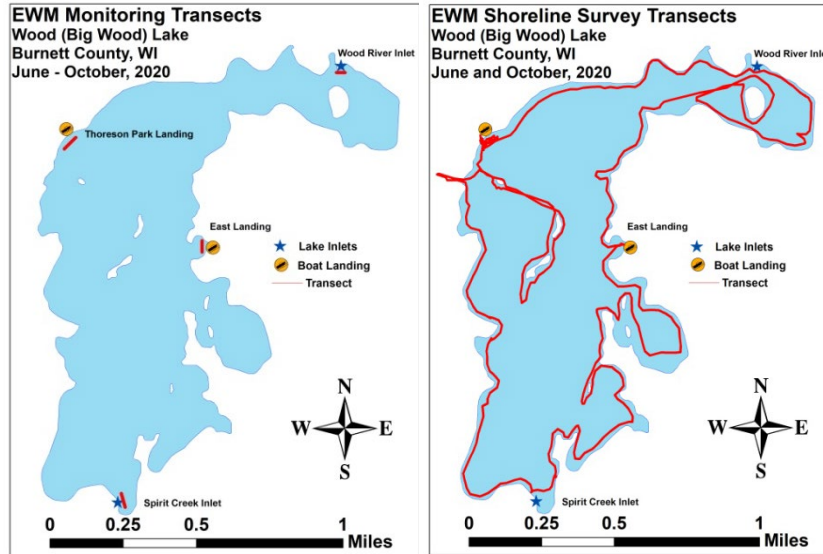 EWM Monitoring Transects
Wood (Big Wood) Lake
Burnett County, WI
June - October, 2020
Wood River Inlet
Thoreson Park Landing
East Landing
Lake Inlets
Boat Landing
Transect
N
W E
S
Spirit Creek Inlet
0 0.25 0.5 1
Miles
EWM Shoreline Survey Transects
Wood (Big Wood) Lake
Burnett County, WI
June and October, 2020
Wood River Inlet
East Landing
Lake Inlets
Boat Landing
Transect
N
W E
S
Spirit Creek Inlet
0 0.25 0.5 1
Miles